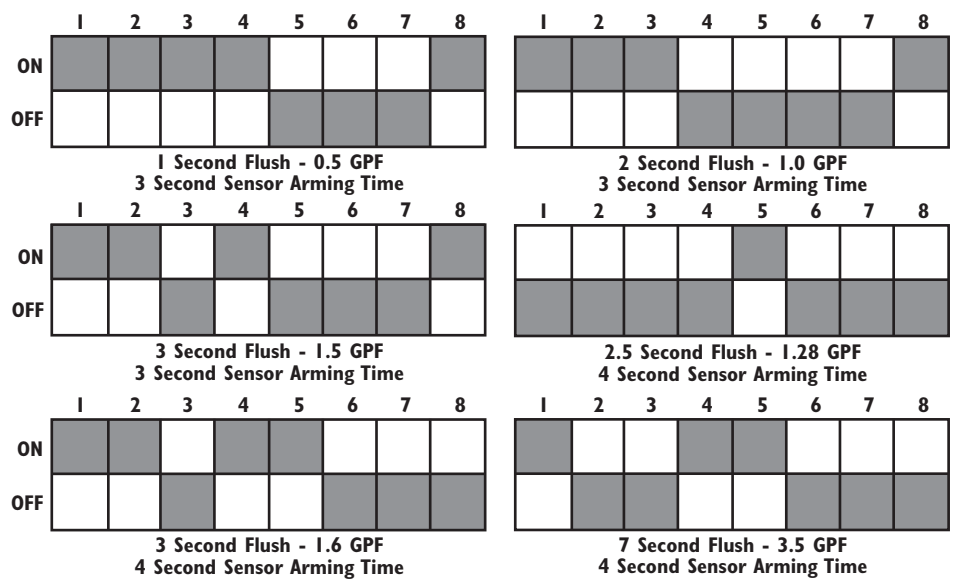 1 2 3 4 5 6 7 8
ON
OFF
1 Second Flush - 0.5 GPF
3 Second Sensor Arming Time
1 2 3 4 5 6 7 8
2 Second Flush - 1.0 GPF
3 Second Sensor Arming Time
1 2 3 4 5 6 7 8
ON
OFF
3 Second Flush - 1.5 GPF
3 Second Sensor Arming Time
1 2 3 4 5 6 7 8
2.5 Second Flush - 1.28 GPF
4 Second Sensor Arming Time
1 2 3 4 5 6 7 8
ON
OFF
3 Second Flush - 1.6 GPF
4 Second Sensor Arming Time
1 2 3 4 5 6 7 8
7 Second Flush - 3.5 GPF
4 Second Sensor Arming Time